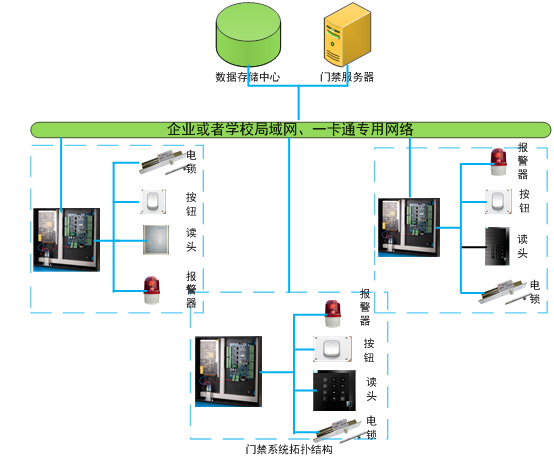 数据存储中心
门禁服务器
企业或者学校局域网、一卡通专用网络
电
锁
按
钮
读
头
报
警
器
报
警
器
按
钮
读
头
电
锁
报
警
器
按
钮
读
头
电
锁
门禁系统拓扑结构